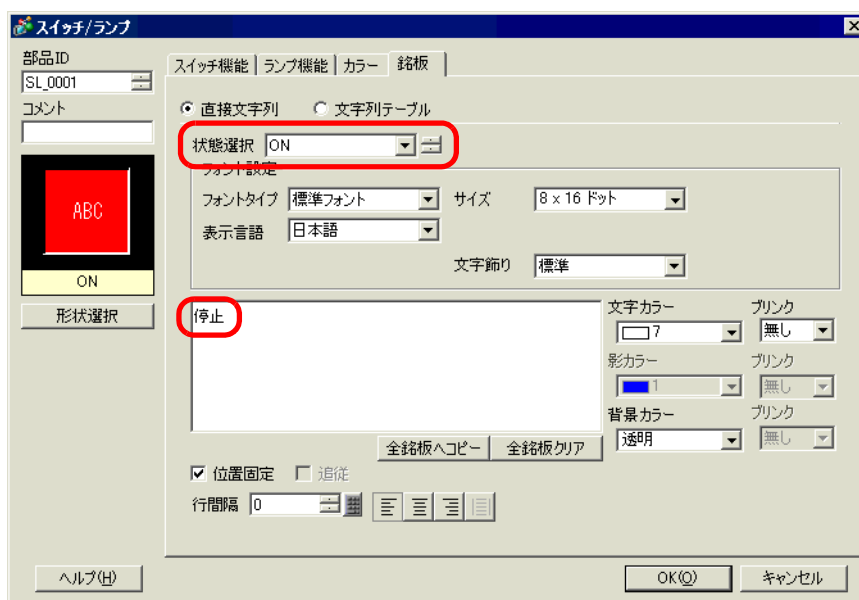 スイッチ/ランプ
部品ID
SL_0001
コメント
ABC
ON
形状選択
スイッチ機能 ランプ機能 カラー 銘板
直接文字列 文字列テーブル
状態選択 ON
フォント設定
フォントタイプ 標準フォント サイズ 8 x 16 ドット
表示言語 日本語
文字飾り 標準
停止
文字カラー ブリンク
7 無し
影カラー ブリンク
1 無し
背景カラー ブリンク
透明 無し
全銘板へコピー 全銘板クリア
位置固定 追従
行間隔 0
ヘルプ(H) OK(O) キャンセル